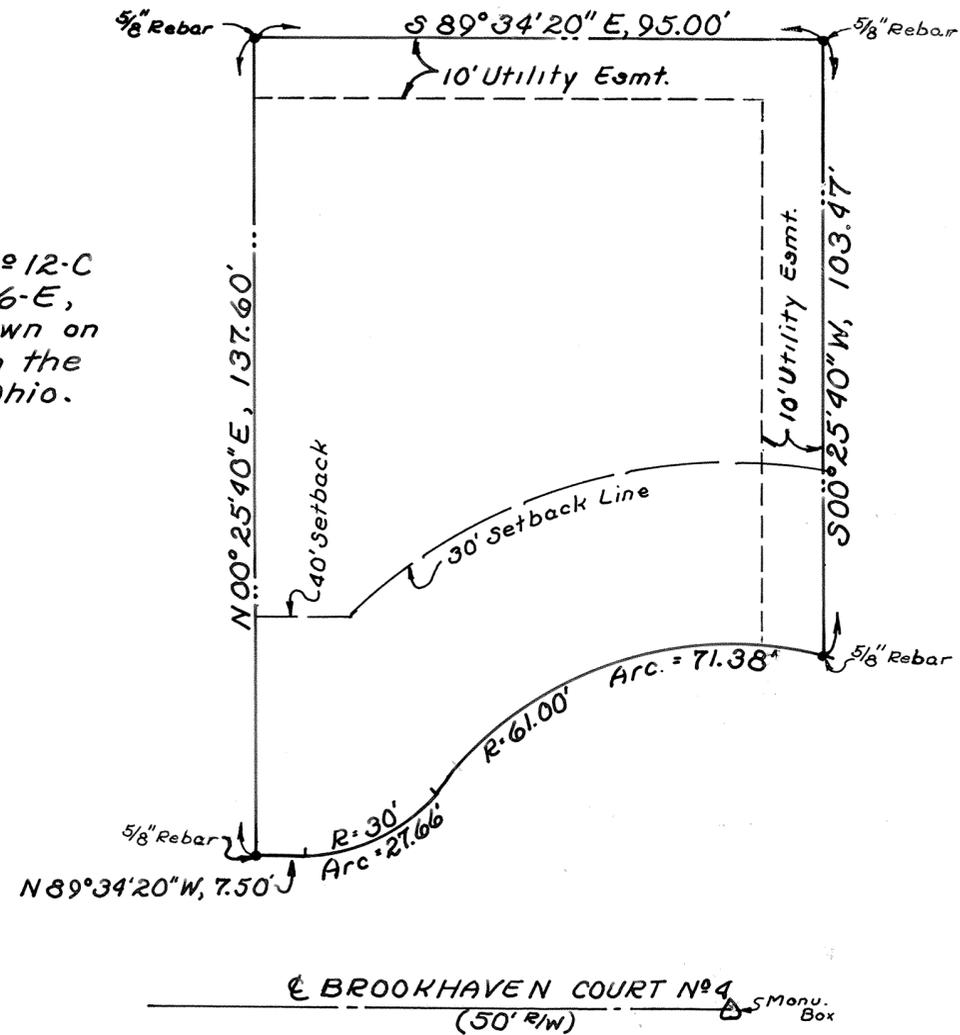 5/8" Rebar
S 89°34'20" E, 95.00'
5/8" Rebar
10' Utility Esmt.
º 12-C
6-E,
wn on
the
hio.
N 00°25'40" E, 137.60'
10' Utility Esmt.
S 00°25'40" W, 103.47'
40' Setback
30' Setback Line
5/8" Rebar
Arc. = 71.38'
R=61.00'
5/8" Rebar
R=30'
Arc = 27.66'
N 89°34'20" W, 7.50'
℄ BROOKHAVEN COURT Nº 4
(50' R/W)
Monu.
Box